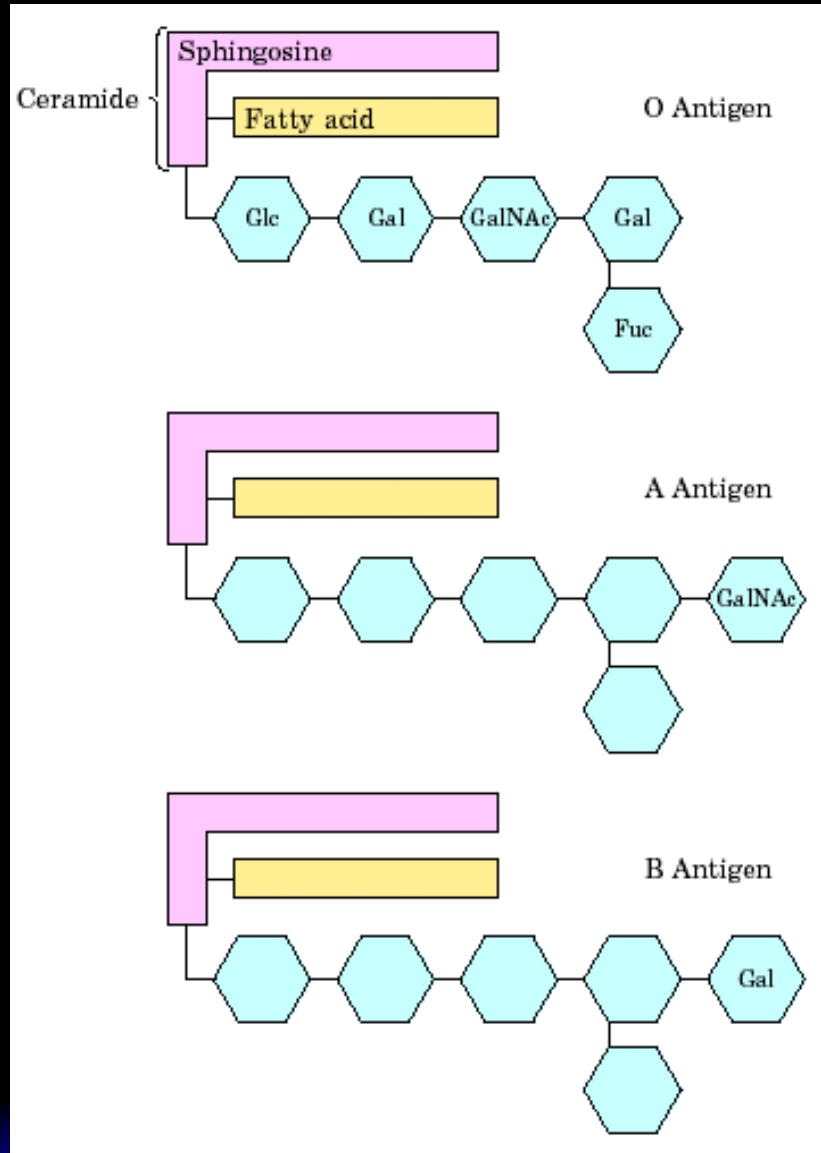 Sphingosine
Ceramide
Fatty acid
O Antigen
Glc
Gal
GalNAc
Gal
Fuc
A Antigen
GalNAc
B Antigen
Gal